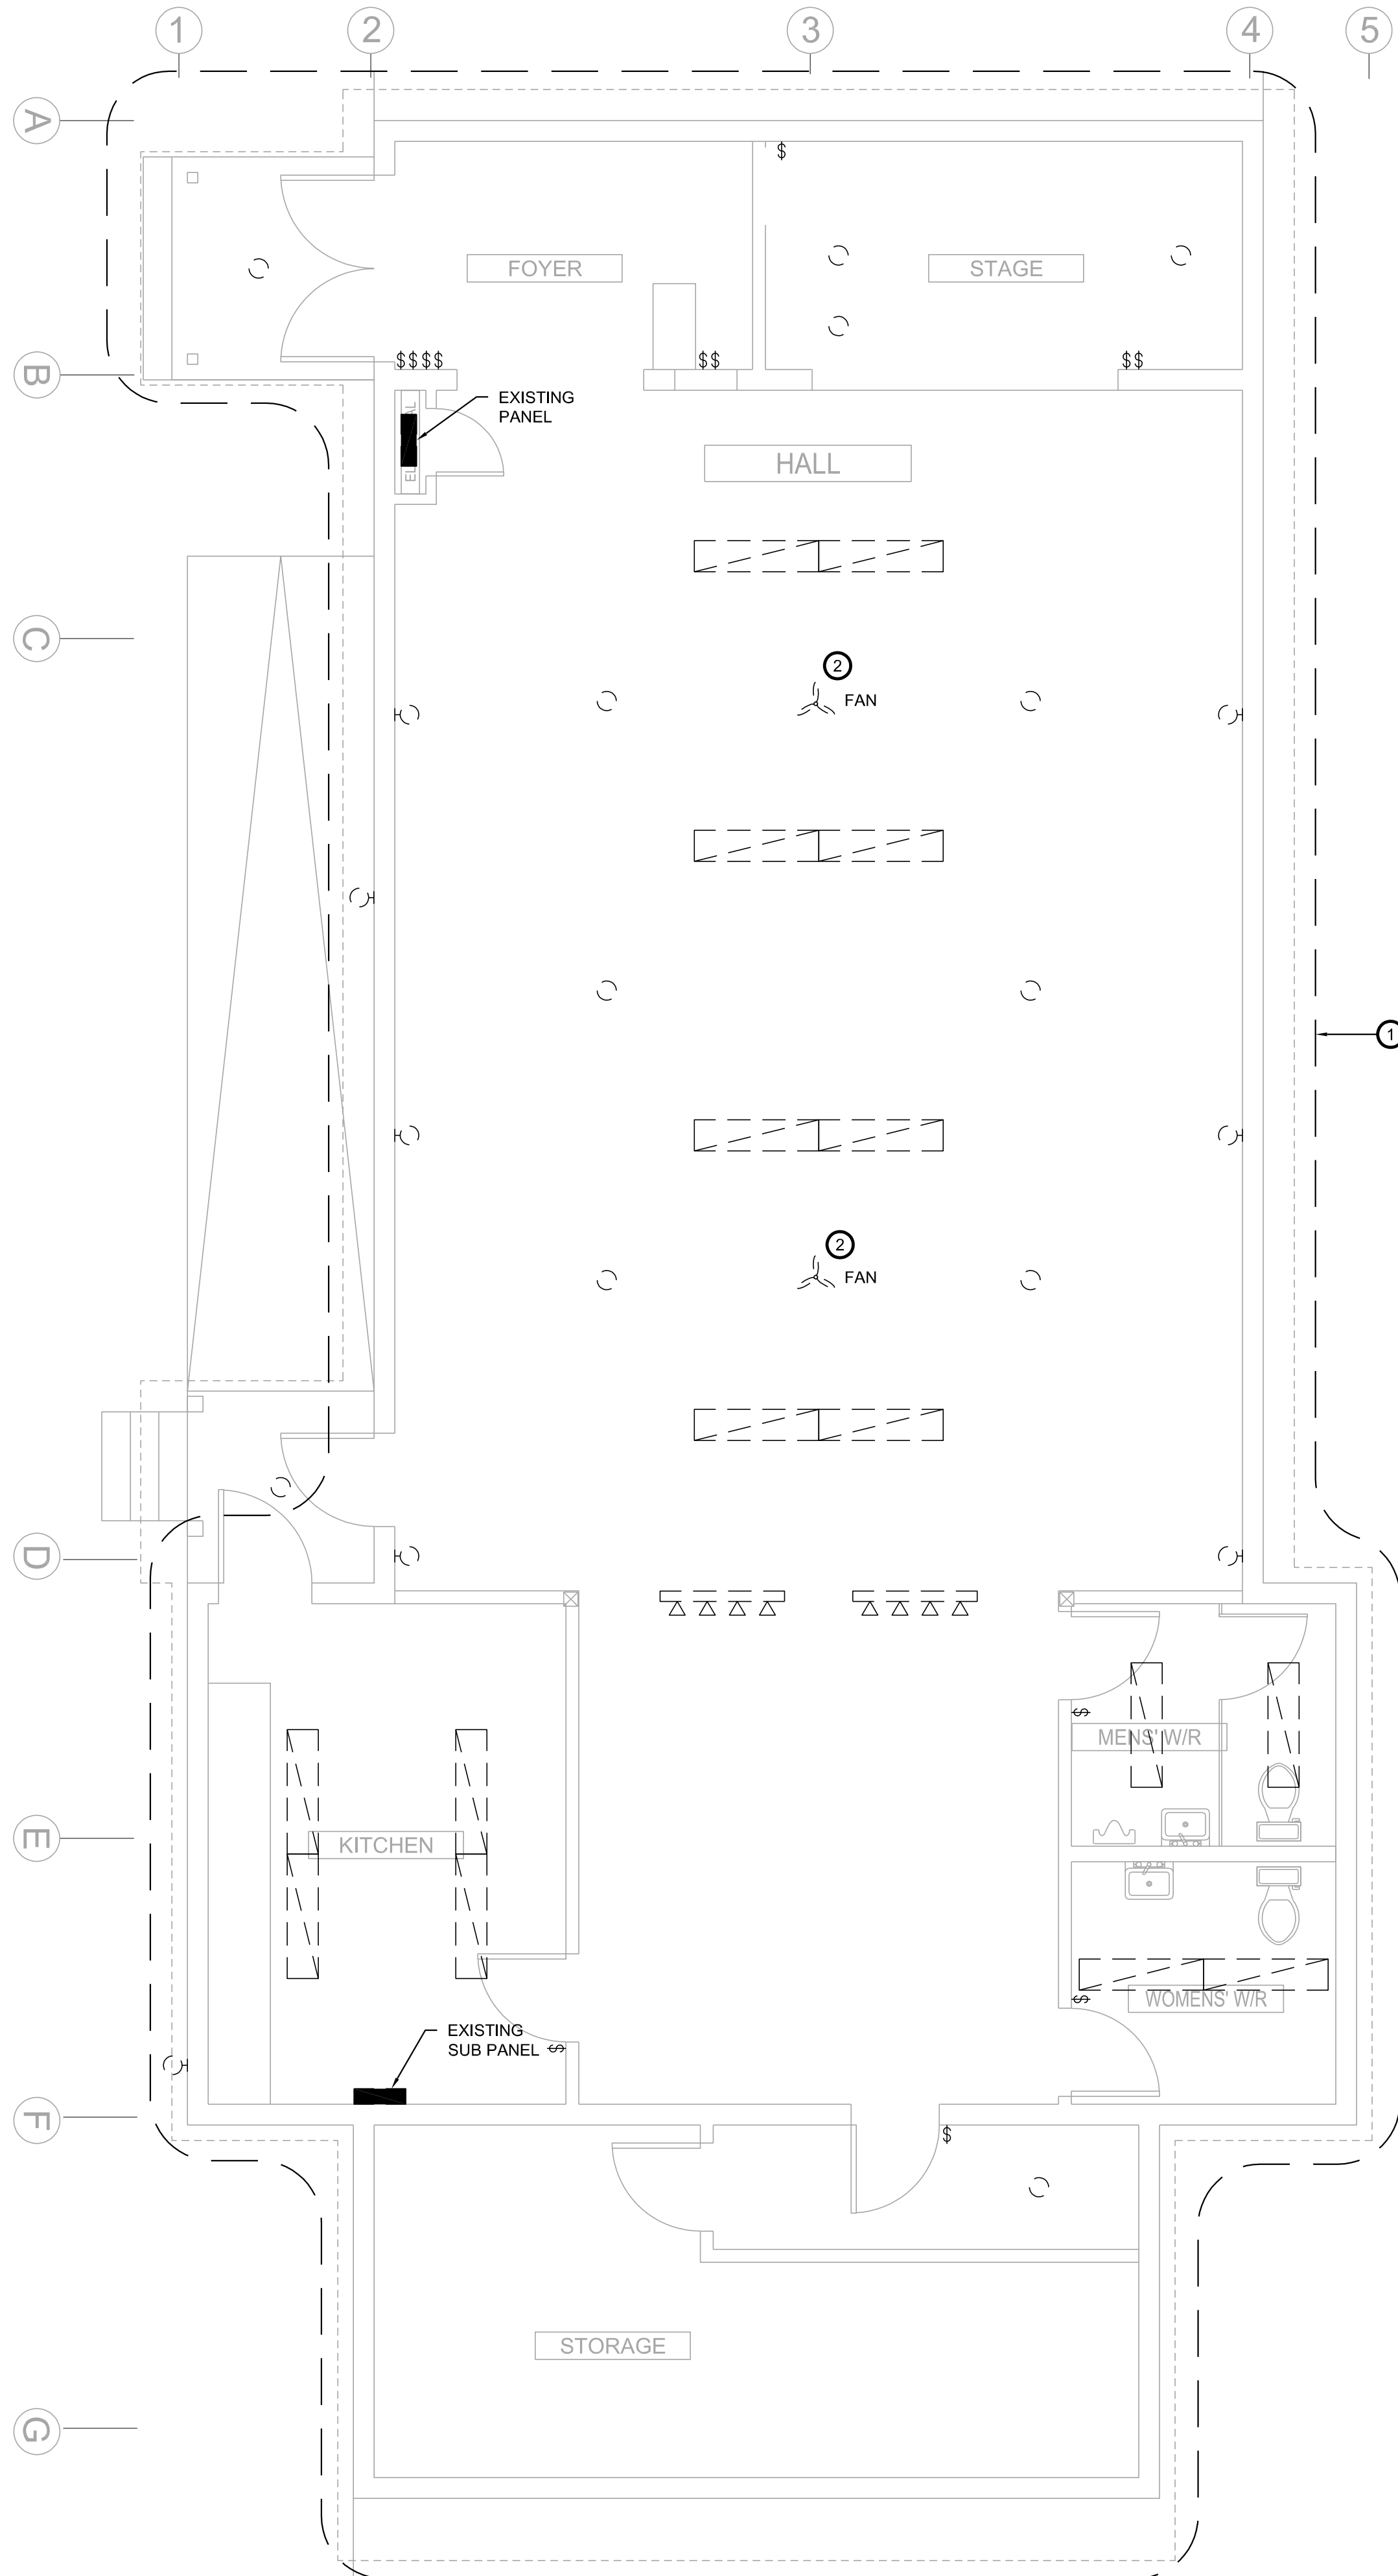 1 2 3 4 5
A
$
FOYER
STAGE
$$$$
$$
$$
B
EXISTING
PANEL
HALL
C
2
FAN
1
2
FAN
D
$
MENS' W/R
E
KITCHEN
$
WOMENS' W/R
EXISTING
SUB PANEL
$
F
$
STORAGE
G